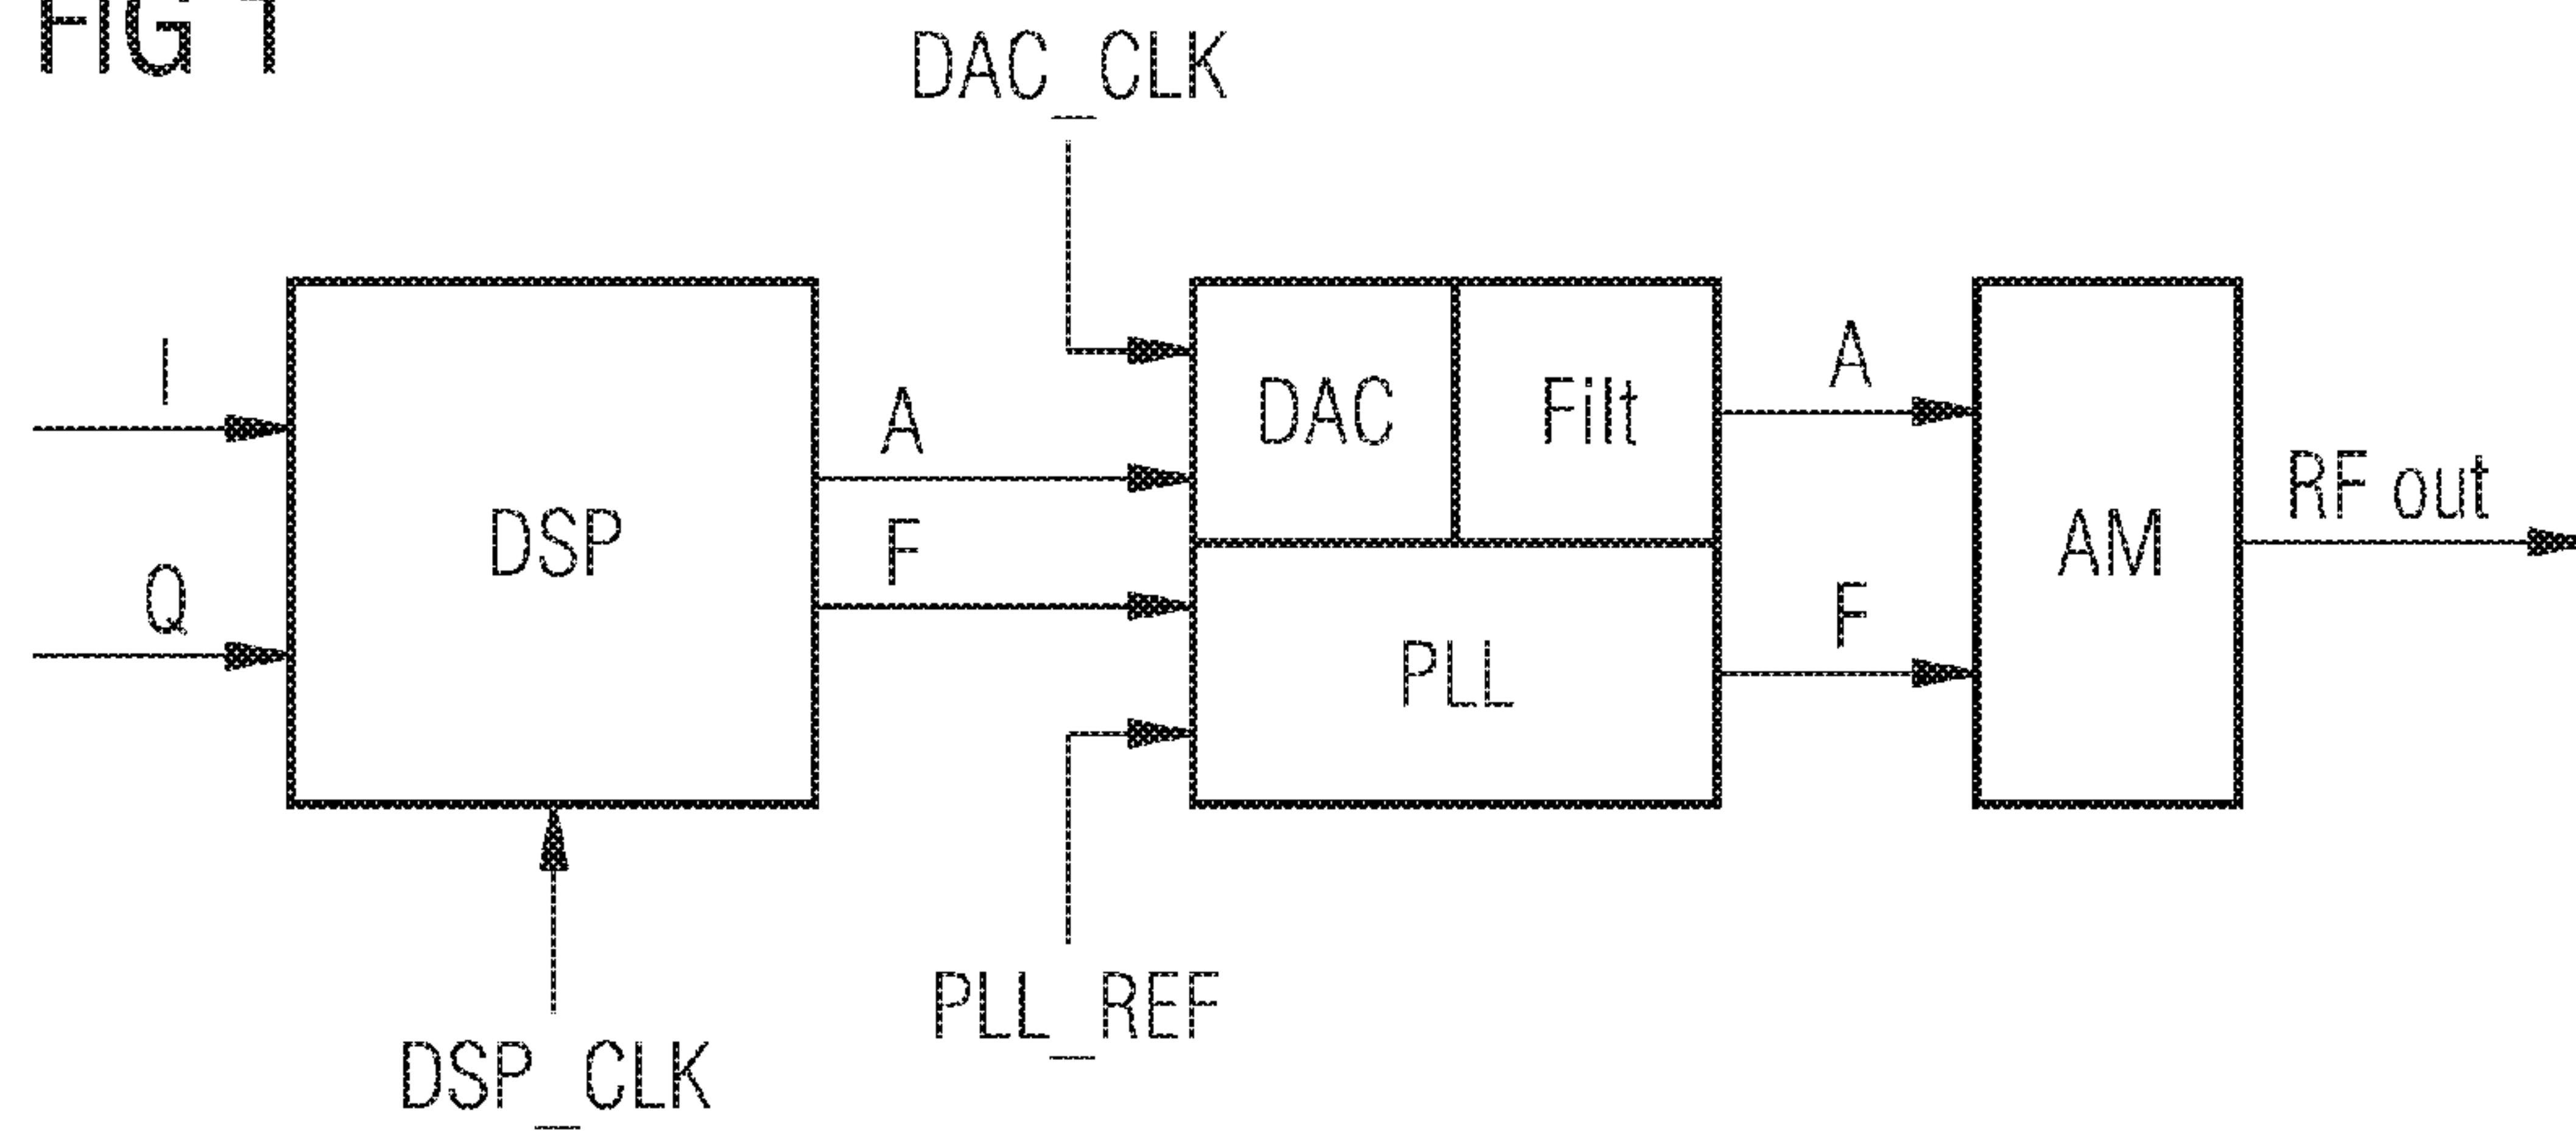 FIG 1
DAC_CLK
I
Q
DSP
A
F
DAC
Filt
PLL
A
F
AM
RF out
PLL_REF
DSP_CLK